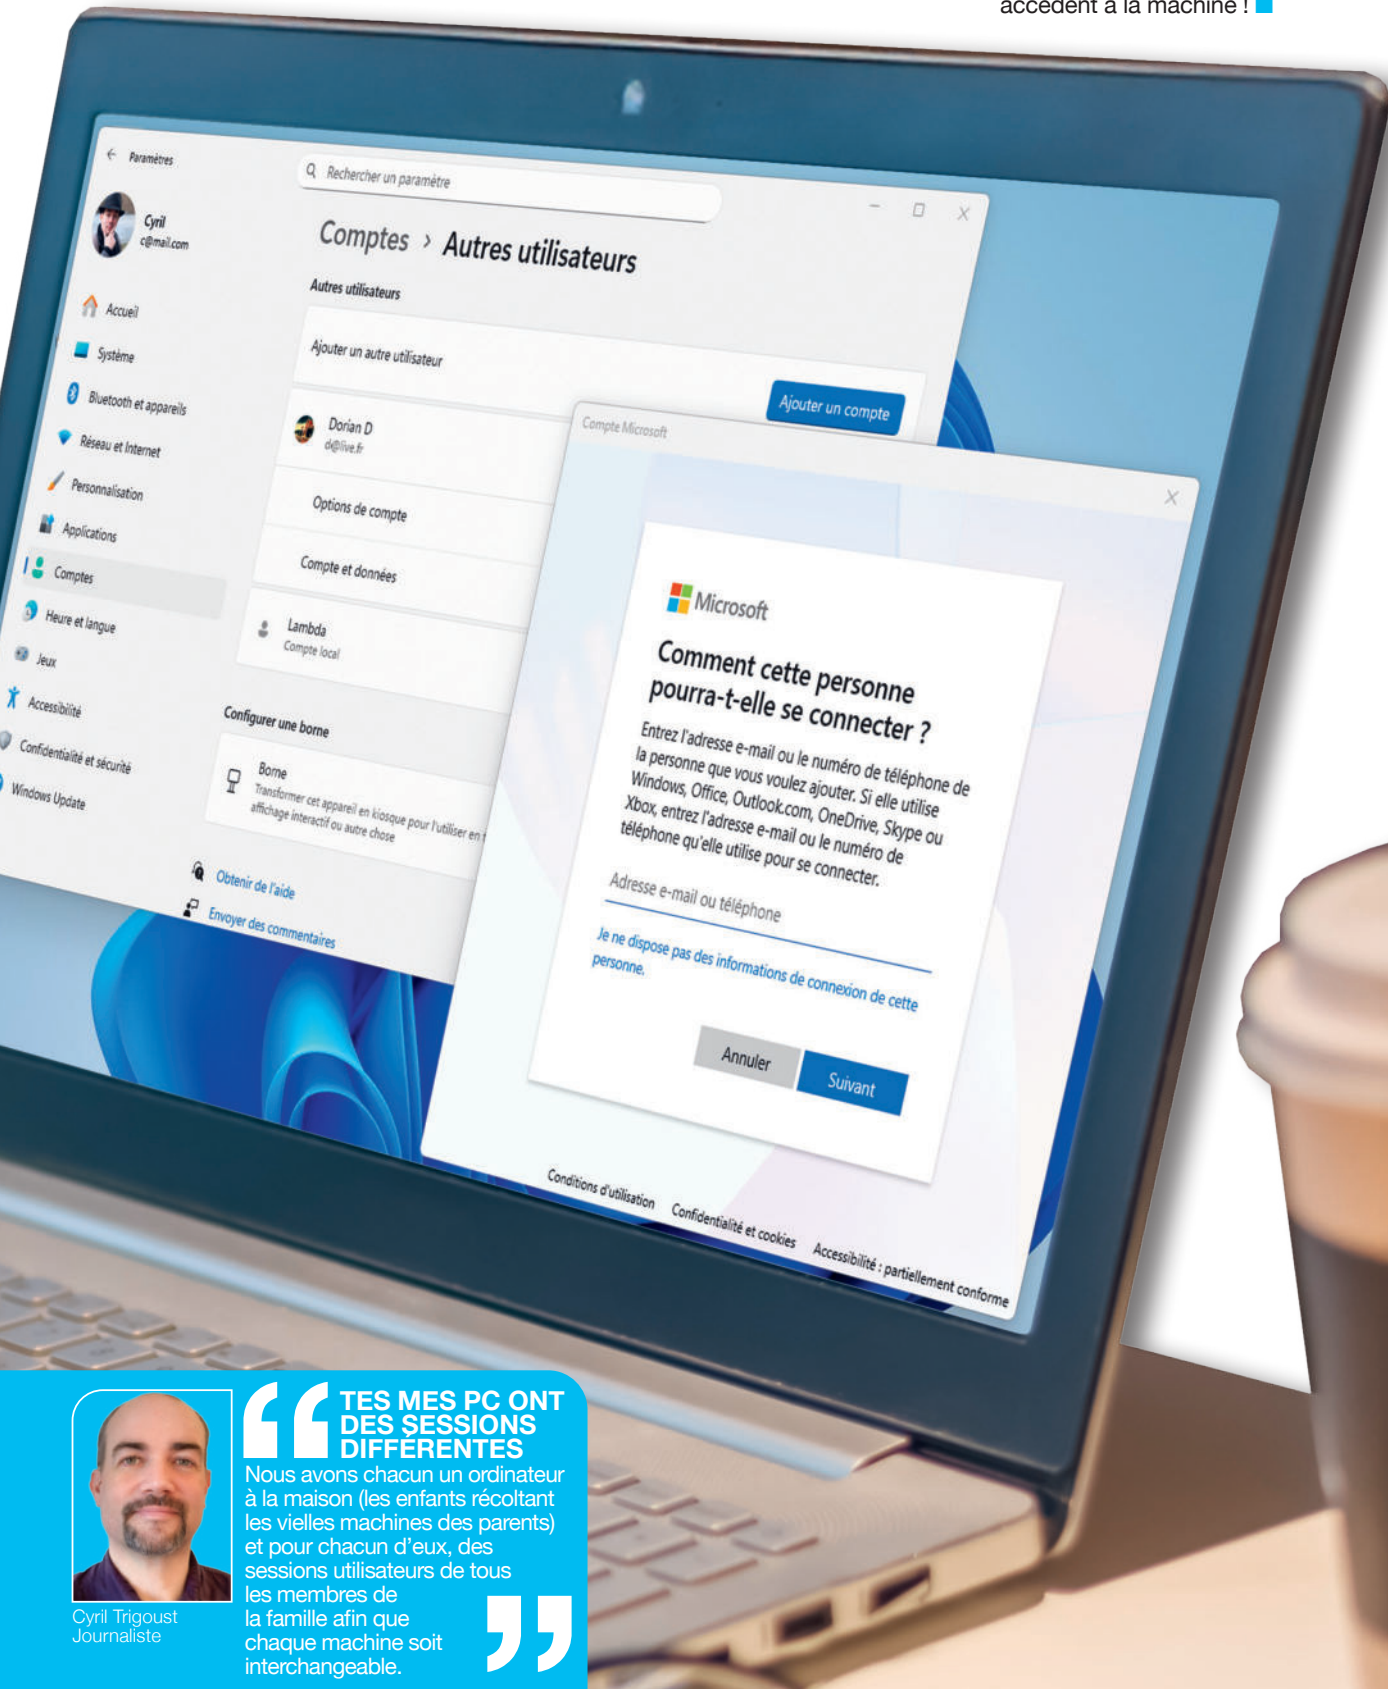 accèdent à la machine !
Paramètres
Rechercher un paramètre
Cyril
c@mail.com
Comptes > Autres utilisateurs
Accueil
Système
Bluetooth et appareils
Réseau et Internet
Personnalisation
Applications
Comptes
Heure et langue
Jeux
Accessibilité
Confidentialité et sécurité
Windows Update
Autres utilisateurs
Ajouter un autre utilisateur
Ajouter un compte
Dorian D
d@live.fr
Options de compte
Compte et données
Lambda
Compte local
Configurer une borne
Borne
Transformer cet appareil en kiosque pour l'utiliser en t
affichage interactif ou autre chose
Obtenir de l'aide
Envoyer des commentaires
Compte Microsoft
Microsoft
Comment cette personne
pourra-t-elle se connecter ?
Entrez l'adresse e-mail ou le numéro de téléphone de
la personne que vous voulez ajouter. Si elle utilise
Windows, Office, Outlook.com, OneDrive, Skype ou
Xbox, entrez l'adresse e-mail ou le numéro de
téléphone qu'elle utilise pour se connecter.
Adresse e-mail ou téléphone
Je ne dispose pas des informations de connexion de cette
personne.
Annuler
Suivant
Conditions d'utilisation Confidentialité et cookies Accessibilité : partiellement conforme
Cyril Trigoust
Journaliste
TES MES PC ONT
DES SESSIONS
DIFFÉRENTES
Nous avons chacun un ordinateur
à la maison (les enfants récoltant
les vielles machines des parents)
et pour chacun d'eux, des
sessions utilisateurs de tous
les membres de
la famille afin que
chaque machine soit
interchangeable.